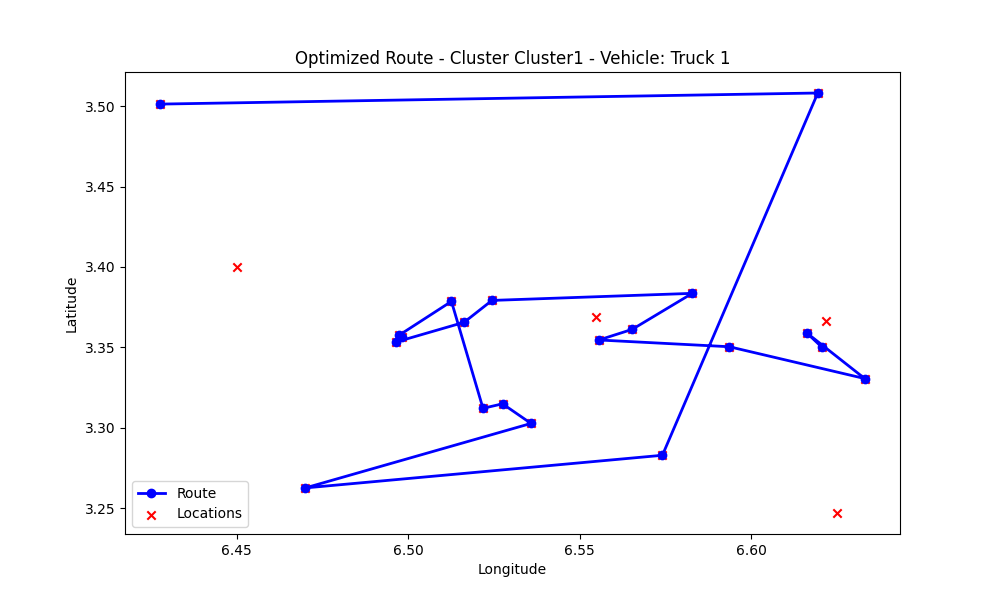 Optimized Route - Cluster Cluster1 - Vehicle: Truck 1
Latitude
3.50
3.45
3.40
3.35
3.30
3.25
Route
Locations
6.45 6.50 6.55 6.60
Longitude